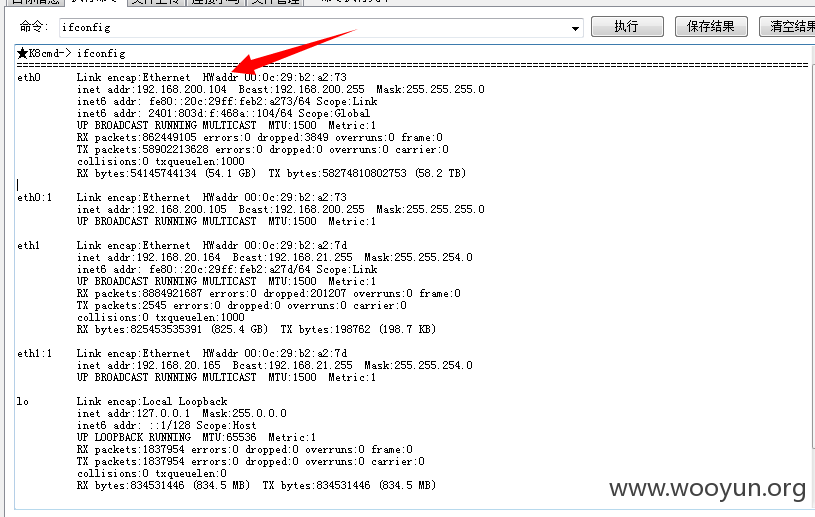 命令: ifconfig 执行 保存结果 清空结果
★K8cmd-> ifconfig
================================================================================
eth0 Link encap:Ethernet HWaddr 00:0c:29:b2:a2:73
inet addr:192.168.200.104 Bcast:192.168.200.255 Mask:255.255.255.0
inet6 addr: fe80::20c:29ff:feb2:a273/64 Scope:Link
inet6 addr: 2401:803d:f:468a::104/64 Scope:Global
UP BROADCAST RUNNING MULTICAST MTU:1500 Metric:1
RX packets:862449105 errors:0 dropped:3849 overruns:0 frame:0
TX packets:58902213628 errors:0 dropped:0 overruns:0 carrier:0
collisions:0 txqueuelen:1000
RX bytes:54145744134 (54.1 GB) TX bytes:58274810802753 (58.2 TB)
eth0:1 Link encap:Ethernet HWaddr 00:0c:29:b2:a2:73
inet addr:192.168.200.105 Bcast:192.168.200.255 Mask:255.255.255.0
UP BROADCAST RUNNING MULTICAST MTU:1500 Metric:1
eth1 Link encap:Ethernet HWaddr 00:0c:29:b2:a2:7d
inet addr:192.168.20.164 Bcast:192.168.21.255 Mask:255.255.254.0
inet6 addr: fe80::20c:29ff:feb2:a27d/64 Scope:Link
UP BROADCAST RUNNING MULTICAST MTU:1500 Metric:1
RX packets:8884921687 errors:0 dropped:201207 overruns:0 frame:0
TX packets:2545 errors:0 dropped:0 overruns:0 carrier:0
collisions:0 txqueuelen:1000
RX bytes:825453535391 (825.4 GB) TX bytes:198762 (198.7 KB)
eth1:1 Link encap:Ethernet HWaddr 00:0c:29:b2:a2:7d
inet addr:192.168.20.165 Bcast:192.168.21.255 Mask:255.255.254.0
UP BROADCAST RUNNING MULTICAST MTU:1500 Metric:1
lo Link encap:Local Loopback
inet addr:127.0.0.1 Mask:255.0.0.0
inet6 addr: ::1/128 Scope:Host
UP LOOPBACK RUNNING MTU:65536 Metric:1
RX packets:1837954 errors:0 dropped:0 overruns:0 frame:0
TX packets:1837954 errors:0 dropped:0 overruns:0 carrier:0
collisions:0 txqueuelen:0
RX bytes:834531446 (834.5 MB) TX bytes:834531446 (834.5 MB)
www.wooyun.org